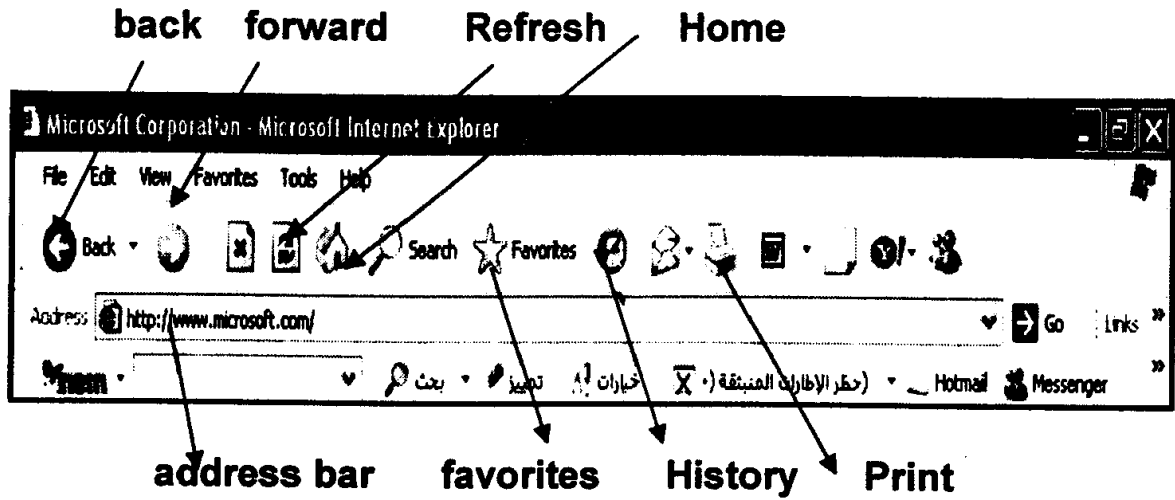 back forward Refresh Home
Microsoft Corporation - Microsoft Internet Explorer
File Edit View Favorites Tools Help
Back Search Favorites
Address http://www.microsoft.com/ Go Links »
بحث تمييز خيارات (حظر الإطارات المنبثقة (٠ Hotmail Messenger »
address bar favorites History Print